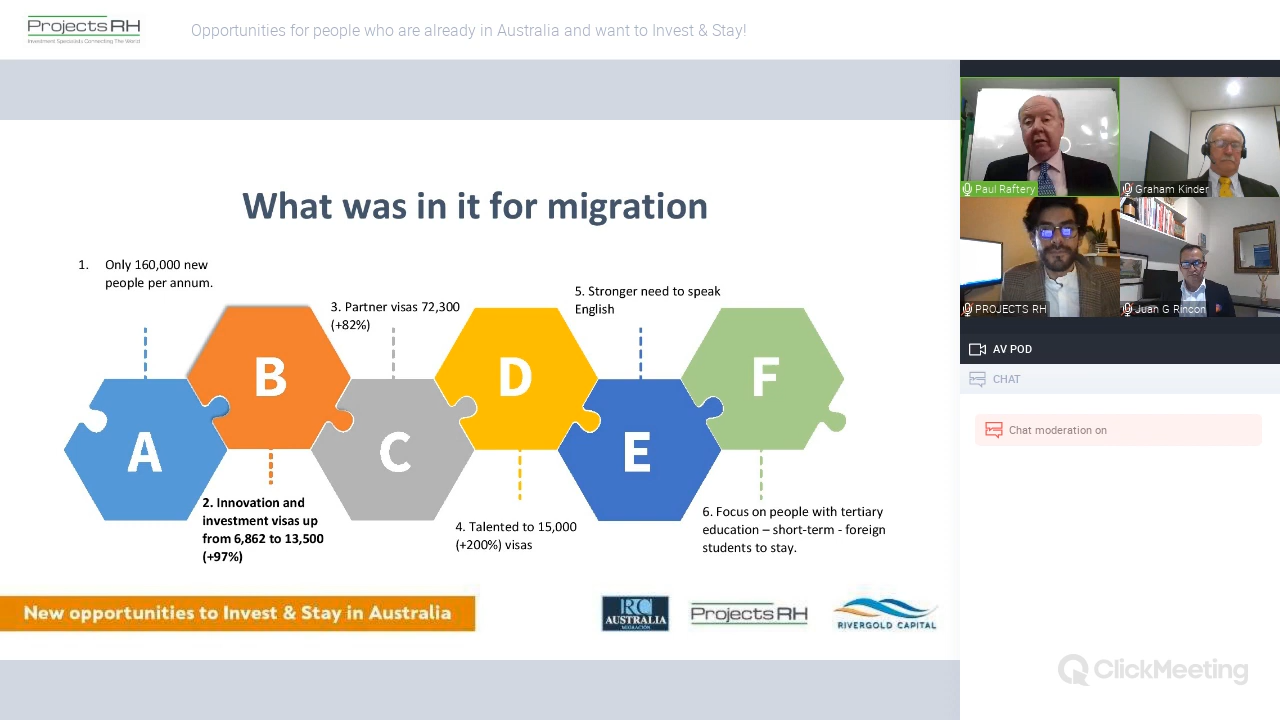 Projects RH
Investment Specialists Connecting The World
Opportunities for people who are already in Australia and want to Invest & Stay!
What was in it for migration
1. Only 160,000 new
people per annum.
3. Partner visas 72,300
(+82%)
5. Stronger need to speak
English
A
B
C
D
E
F
2. Innovation and
investment visas up
from 6,862 to 13,500
(+97%)
4. Talented to 15,000
(+200%) visas
6. Focus on people with tertiary
education – short-term - foreign
students to stay.
New opportunities to Invest & Stay in Australia
RC
AUSTRALIA
MIGRACIÓN
Projects RH
RIVERGOLD CAPITAL
Paul Raftery
Graham Kinder
PROJECTS RH
Juan G Rincon
AV POD
CHAT
Chat moderation on
ClickMeeting